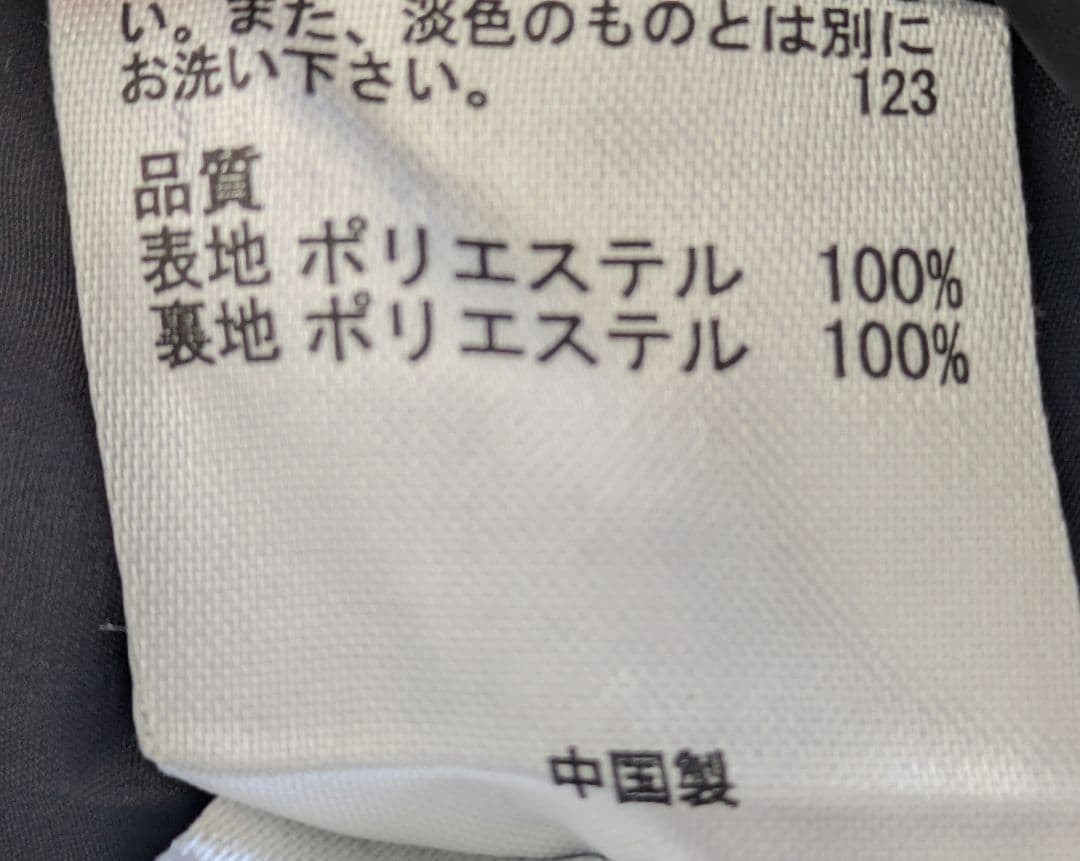 い。また、淡色のものとは別に
お洗い下さい。 123
品質
表地 ポリエステル 100%
裏地 ポリエステル 100%
中国製